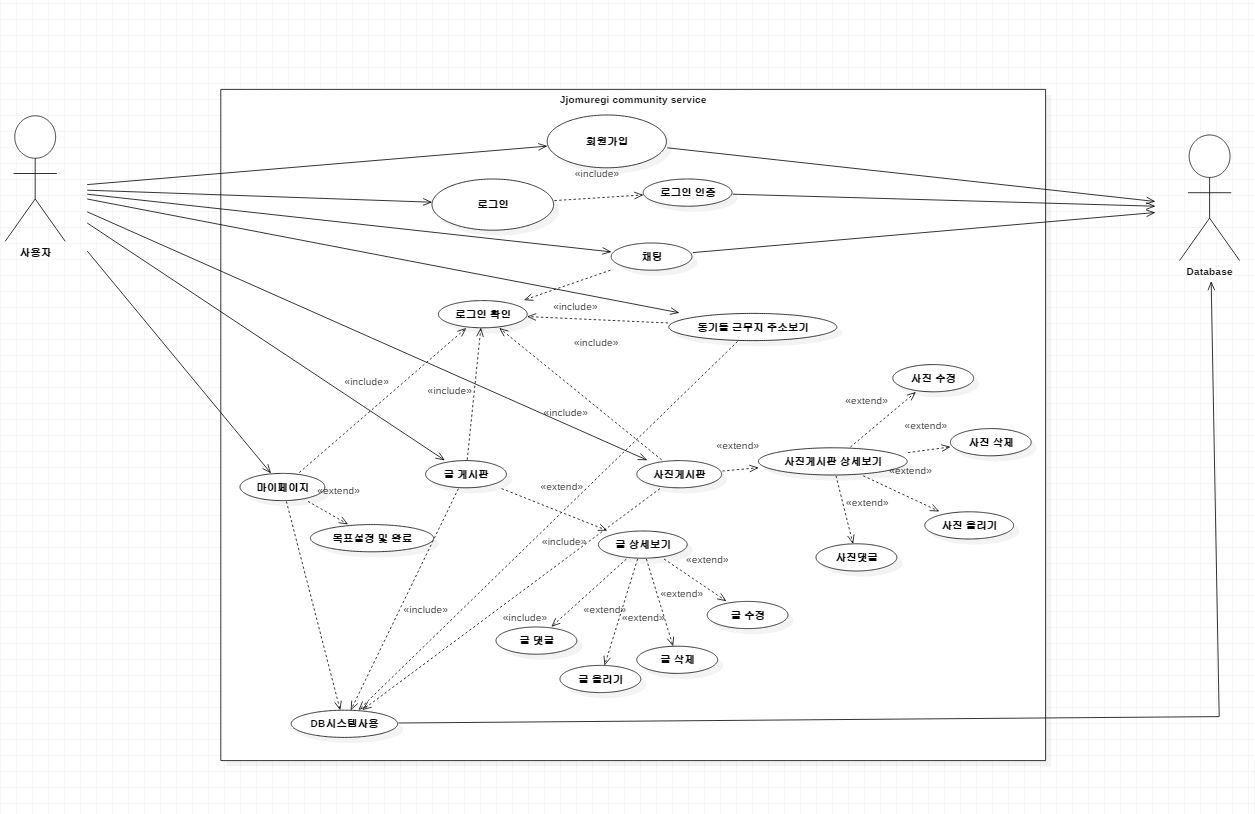 Jjomuregi community service
회원가입
«include»
로그인
로그인 인증
사용자
채팅
Database
로그인 확인
«include»
동기들 근무지 주소보기
«include»
«include»
«include»
«include»
사진 수정
«extend»
«extend»
사진 삭제
«extend»
마이페이지
글 게시판
사진게시판
사진게시판 상세보기
«extend»
«extend»
«extend»
«extend»
목표설정 및 완료
사진 올리기
«include»
글 상세보기
사진댓글
«extend»
«extend»
«include»
«include»
«extend»
«extend»
글 수정
글 댓글
글 삭제
글 올리기
DB시스템사용